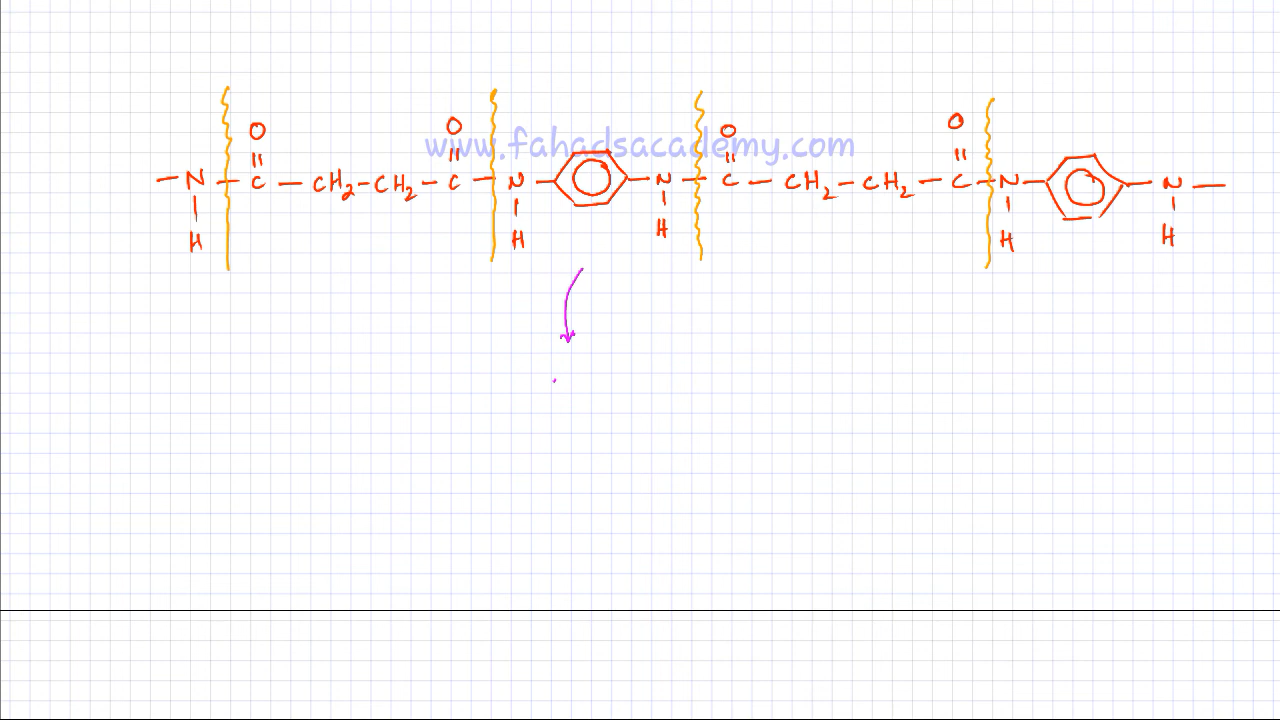 O O O O
www.fahadsacademy.com
– N – C – CH2 – CH2 – C – N – N – C – CH2 – CH2 – C – N – N –
H H H H H